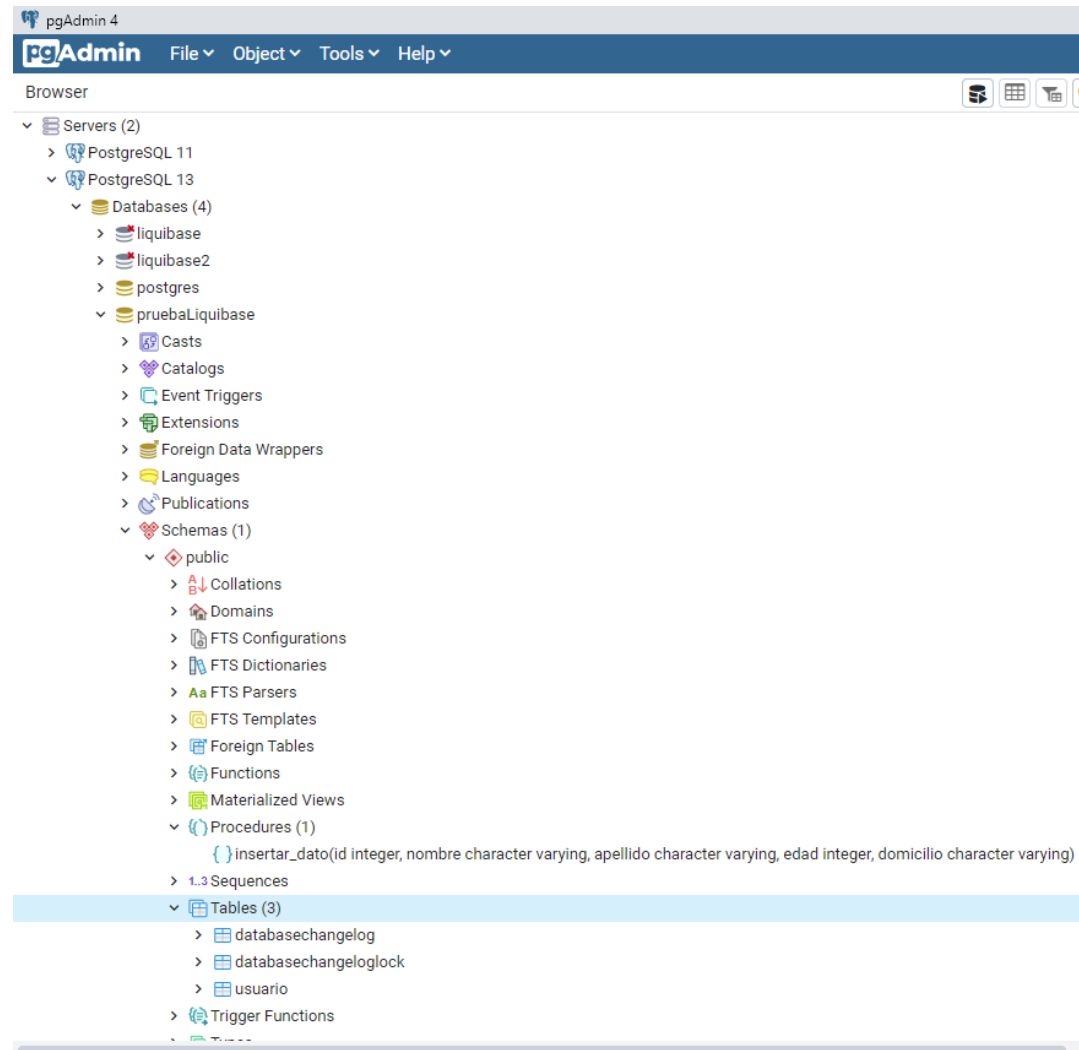 pgAdmin 4
pgAdmin File Object Tools Help
Browser
Servers (2)
PostgreSQL 11
PostgreSQL 13
Databases (4)
liquibase
liquibase2
postgres
pruebaLiquibase
Casts
Catalogs
Event Triggers
Extensions
Foreign Data Wrappers
Languages
Publications
Schemas (1)
public
Collations
Domains
FTS Configurations
FTS Dictionaries
Aa FTS Parsers
FTS Templates
Foreign Tables
Functions
Materialized Views
Procedures (1)
insertar_dato(id integer, nombre character varying, apellido character varying, edad integer, domicilio character varying)
1..3 Sequences
Tables (3)
databasechangelog
databasechangeloglock
usuario
Trigger Functions